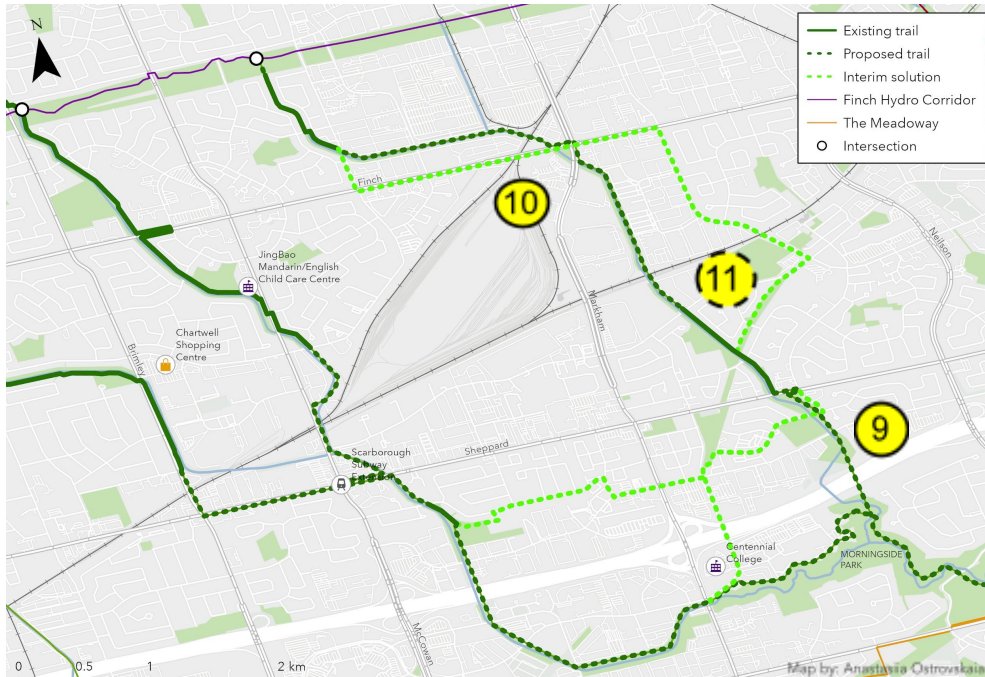 N
Existing trail
Proposed trail
Interim solution
Finch Hydro Corridor
The Meadoway
Intersection
Finch
10
JingBao
Mandarin/English
Child Care Centre
11
Neilson
Markham
Chartwell
Shopping
Centre
Brimley
9
Sheppard
Scarborough
Subway
Centennial
College
MORNINGSIDE
PARK
McCowan
0 0.5 1 2 km
Map by: Anastasiia Ostrovskaia